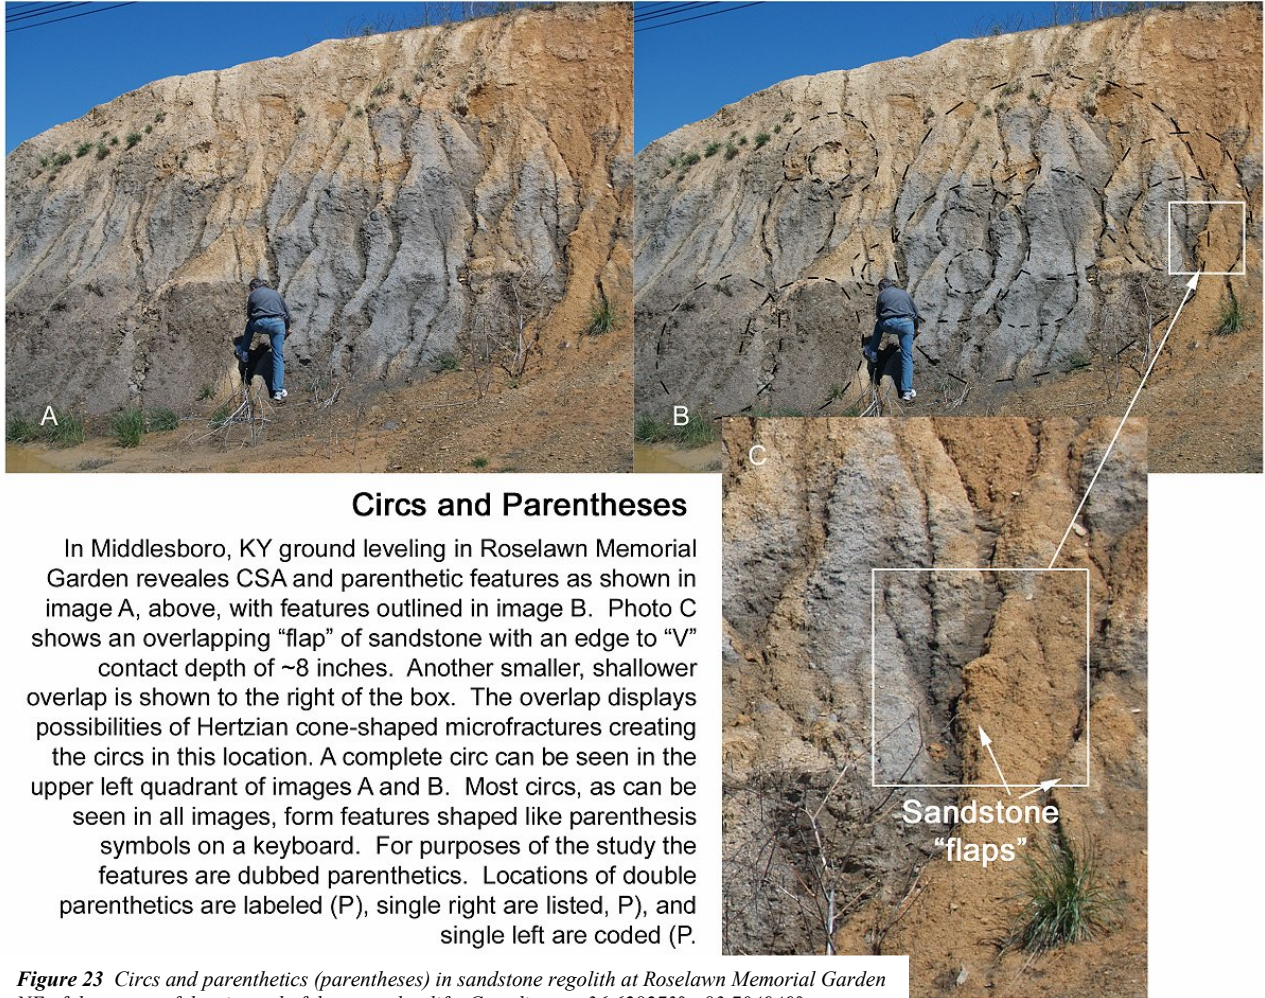 A
B
C
Circs and Parentheses
In Middlesboro, KY ground leveling in Roselawn Memorial
Garden reveales CSA and parenthetic features as shown in
image A, above, with features outlined in image B. Photo C
shows an overlapping “flap” of sandstone with an edge to “V”
contact depth of ~8 inches. Another smaller, shallower
overlap is shown to the right of the box. The overlap displays
possibilities of Hertzian cone-shaped microfractures creating
the circs in this location. A complete circ can be seen in the
upper left quadrant of images A and B. Most circs, as can be
seen in all images, form features shaped like parenthesis
symbols on a keyboard. For purposes of the study the
features are dubbed parenthetics. Locations of double
parenthetics are labeled (P), single right are listed, P), and
single left are coded (P.
Sandstone
“flaps”
Figure 23 Circs and parenthetics (parentheses) in sandstone regolith at Roselawn Memorial Garden